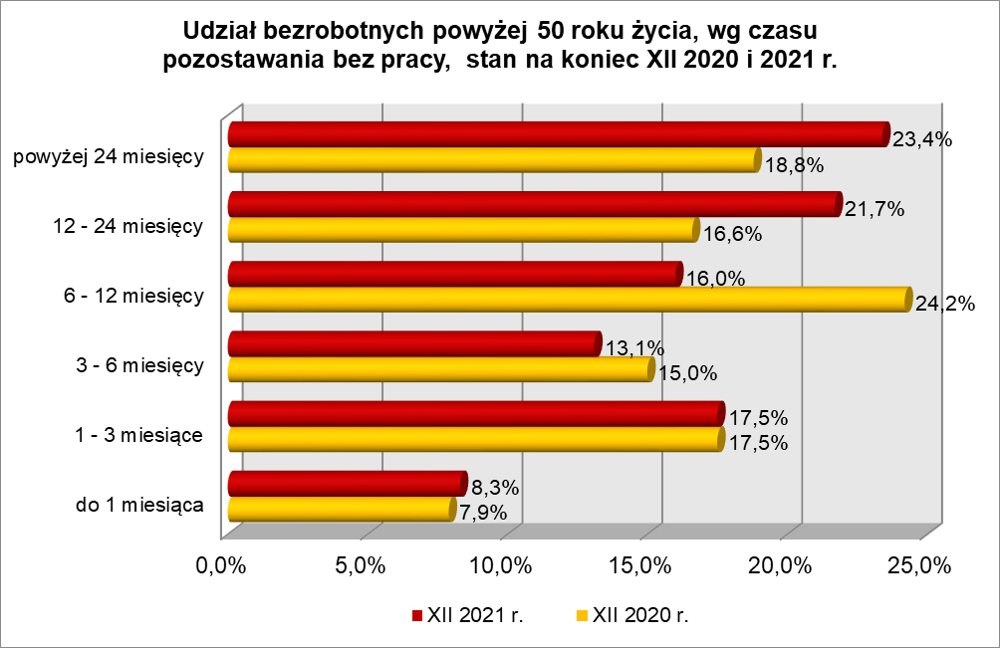 Udział bezrobotnych powyżej 50 roku życia, wg czasu
pozostawania bez pracy,  stan na koniec XII 2020 i 2021 r.
powyżej 24 miesięcy
23,4%
18,8%
12 - 24 miesięcy
21,7%
16,6%
6 - 12 miesięcy
16,0%
24,2%
3 - 6 miesięcy
13,1%
15,0%
1 - 3 miesiące
17,5%
17,5%
do 1 miesiąca
8,3%
7,9%
0,0% 5,0% 10,0% 15,0% 20,0% 25,0%
XII 2021 r. XII 2020 r.